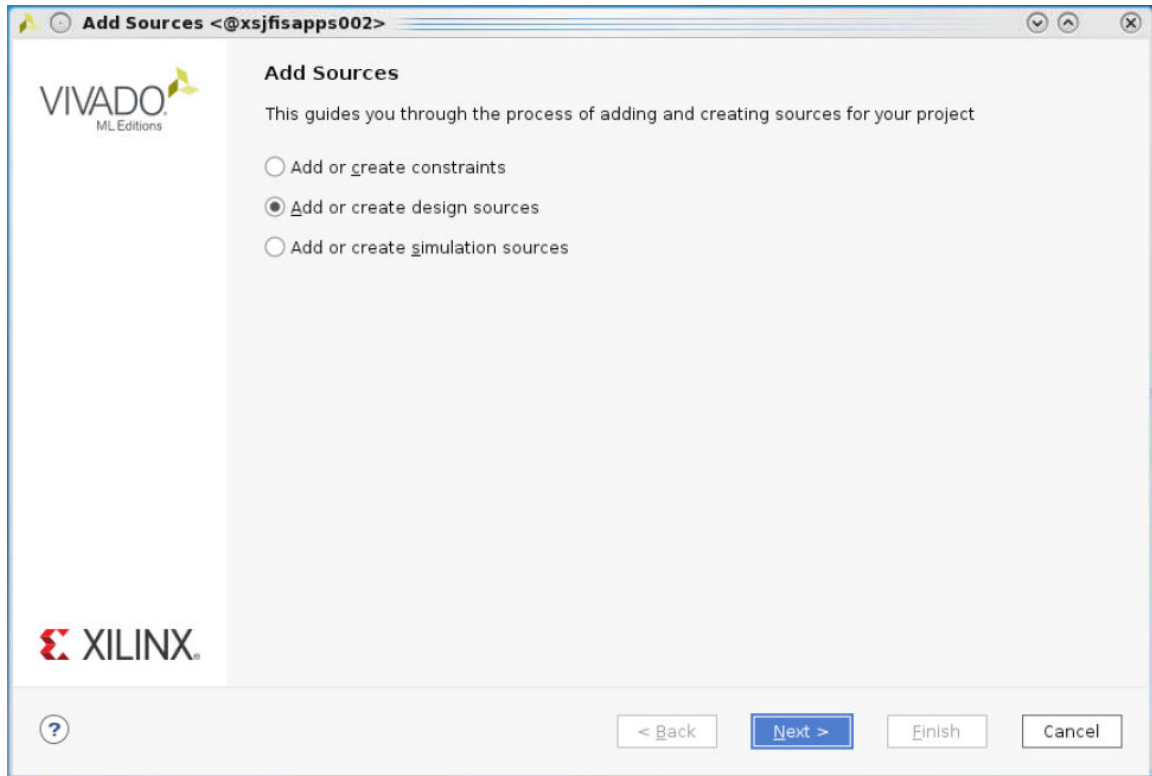 Add Sources <@xsjfisapps002>
VIVADO.
ML Editions
Add Sources
This guides you through the process of adding and creating sources for your project
Add or create constraints
Add or create design sources
Add or create simulation sources
XILINX®
?
< Back
Next >
Finish
Cancel